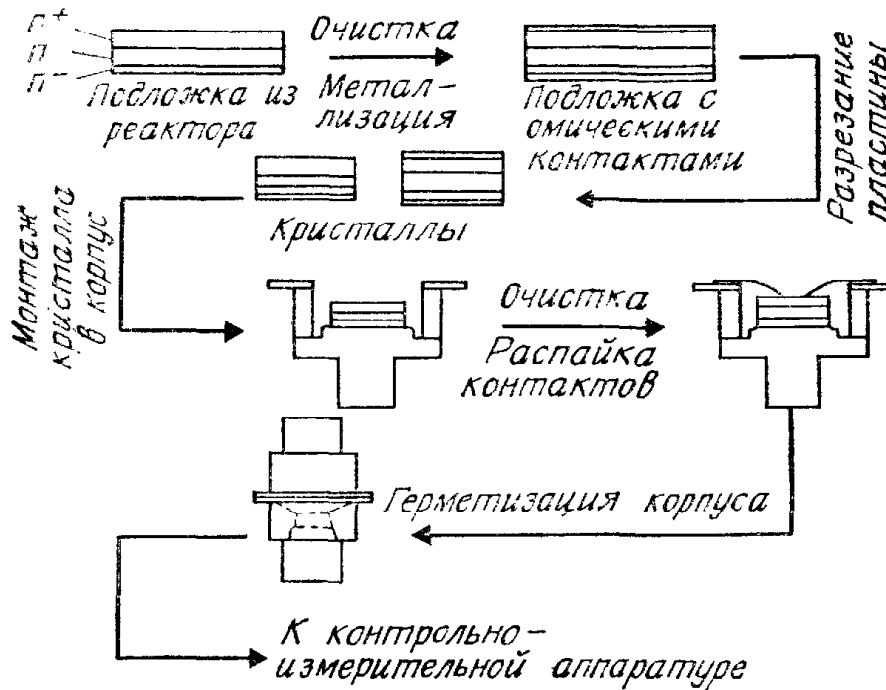 п+
п
п-
Подложка из
реактора
Очистка
Метал-
лизация
Подложка с
омическими
контактами
Разрезание
пластины
Кристаллы
Монтаж
кристалла
в корпус
Очистка
Распайка
контактов
Герметизация корпуса
К контрольно-
измерительной аппаратуре